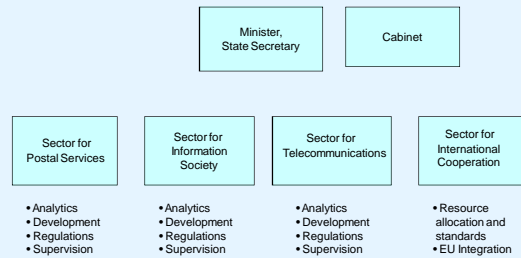 Minister,
State Secretary
Cabinet
Sector for
Postal Services
Sector for
Information
Society
Sector for
Telecommunications
Sector for
International
Cooperation
• Analytics
• Development
• Regulations
• Supervision
• Analytics
• Development
• Regulations
• Supervision
• Analytics
• Development
• Regulations
• Supervision
• Resource
allocation and
standards
• EU Integration